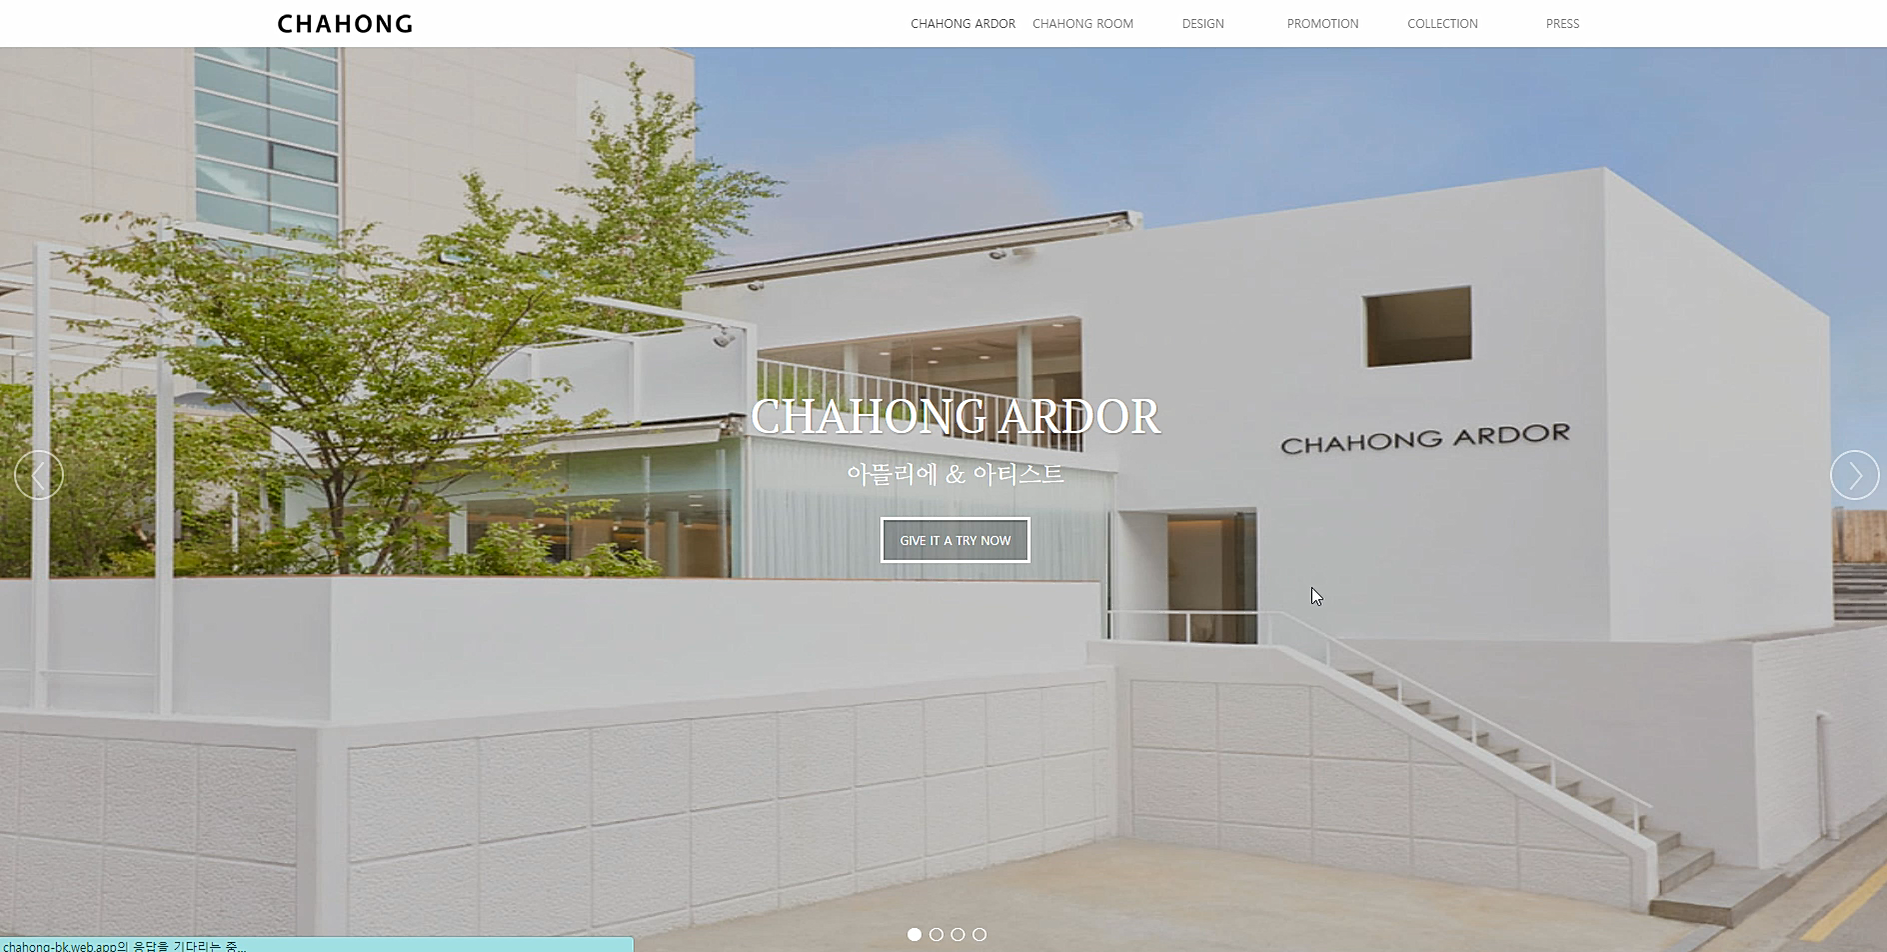 CHAHONG
CHAHONG ARDOR CHAHONG ROOM DESIGN PROMOTION COLLECTION PRESS
CHAHONG ARDOR
CHAHONG ARDOR
아뜰리에 & 아티스트
GIVE IT A TRY NOW
chahong-bk.web.app의 응답을 기다리는 중...